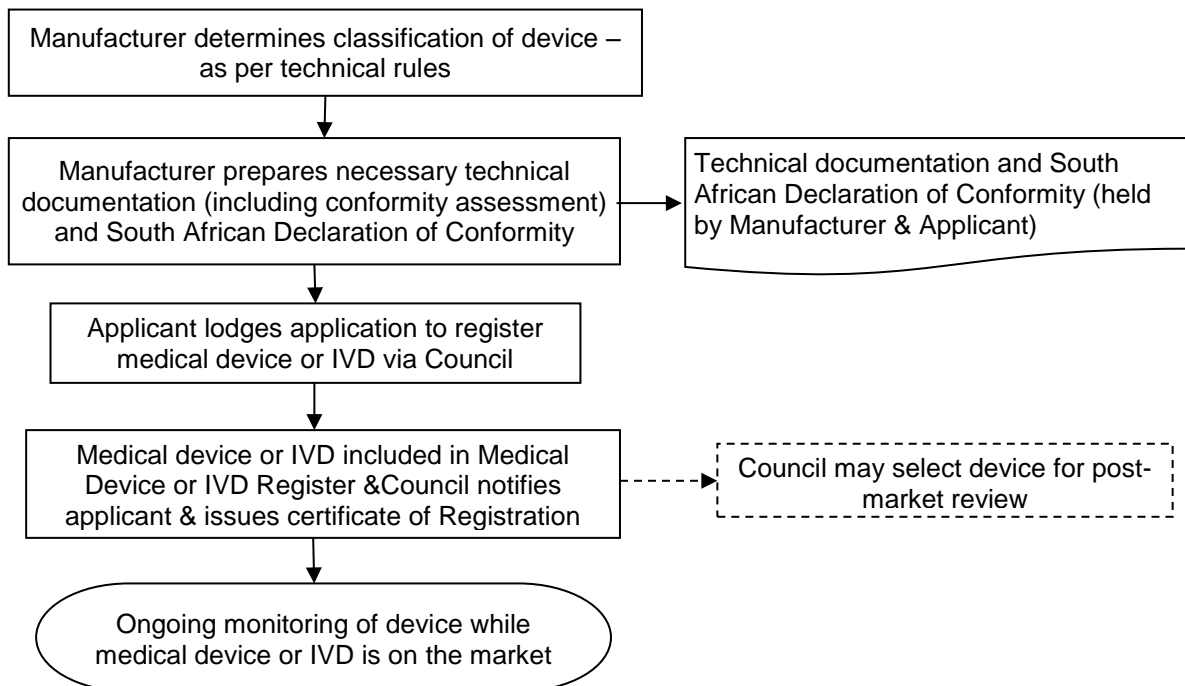 Manufacturer determines classification of device –
as per technical rules
Manufacturer prepares necessary technical
documentation (including conformity assessment)
and South African Declaration of Conformity
Technical documentation and South
African Declaration of Conformity (held
by Manufacturer & Applicant)
Applicant lodges application to register
medical device or IVD via Council
Medical device or IVD included in Medical
Device or IVD Register &Council notifies
applicant & issues certificate of Registration
Council may select device for post-
market review
Ongoing monitoring of device while
medical device or IVD is on the market